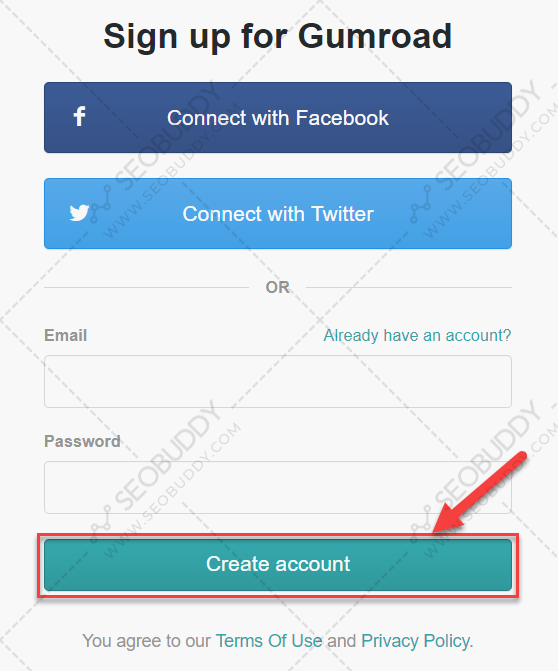 Sign up for Gumroad
Connect with Facebook
Connect with Twitter
OR
Email Already have an account?
Password
Create account
You agree to our Terms Of Use and Privacy Policy.
SEOBUDDY
WWW.SEOBUDDY.COM
SEOBUDDY
WWW.SEOBUDDY.COM
SEOBUDDY
WWW.SEOBUDDY.COM
SEOBUDDY
WWW.SEOBUDDY.COM